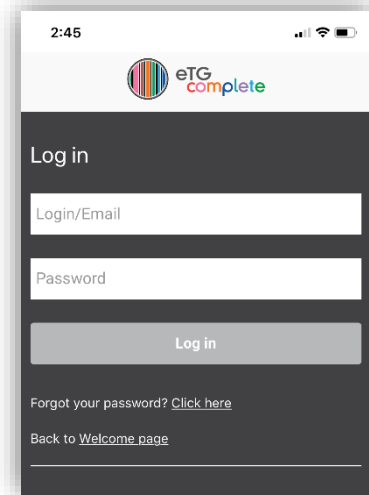 2:45
eTG
complete
Log in
Login/Email
Password
Log in
Forgot your password? Click here
Back to Welcome page